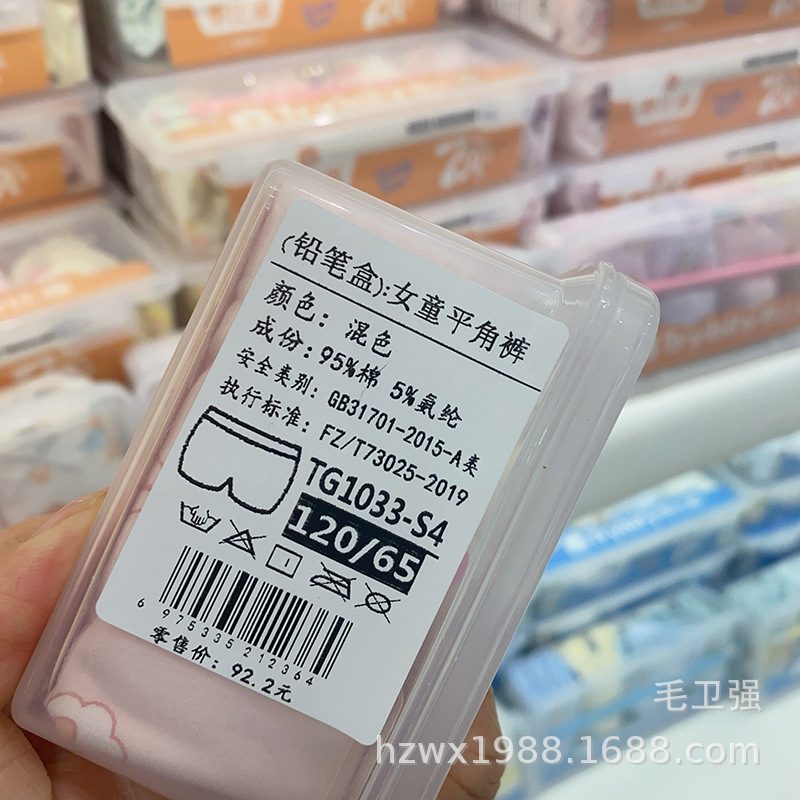 (铅笔盒):女童平角裤
颜色: 混色
成份: 95%棉 5%氨纶
安全类别: GB31701-2015-A类
执行标准: FZ/T73025-2019
TG1033-S4
120/65
6 975335 212364
零售价: 92.2元
毛卫强
hzwx1988.1688.com